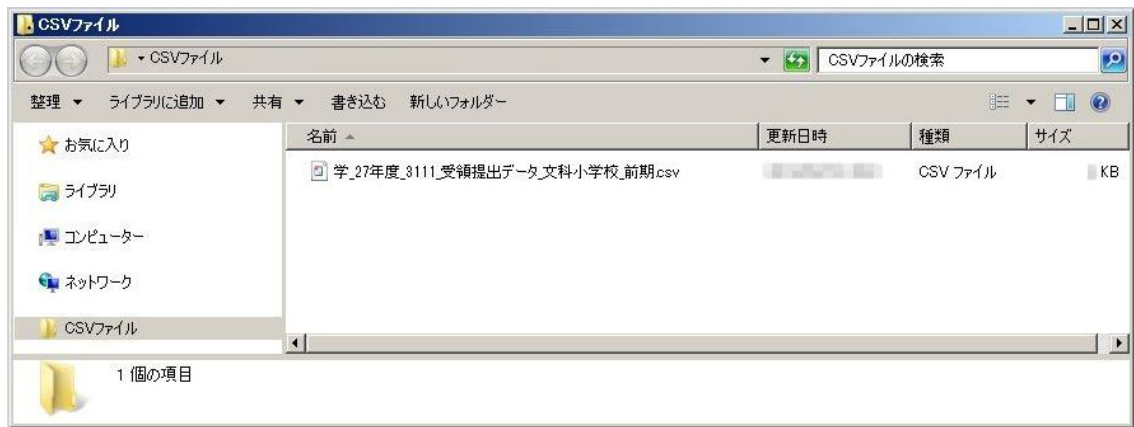 CSVファイル
CSVファイル
CSVファイルの検索
整理 ライブラリに追加 共有 書き込む 新しいフォルダー
お気に入り
ライブラリ
コンピューター
ネットワーク
CSVファイル
名前 更新日時 種類 サイズ
学_27年度_3111_受領提出データ_文科小学校_前期.csv CSV ファイル KB
1 個の項目